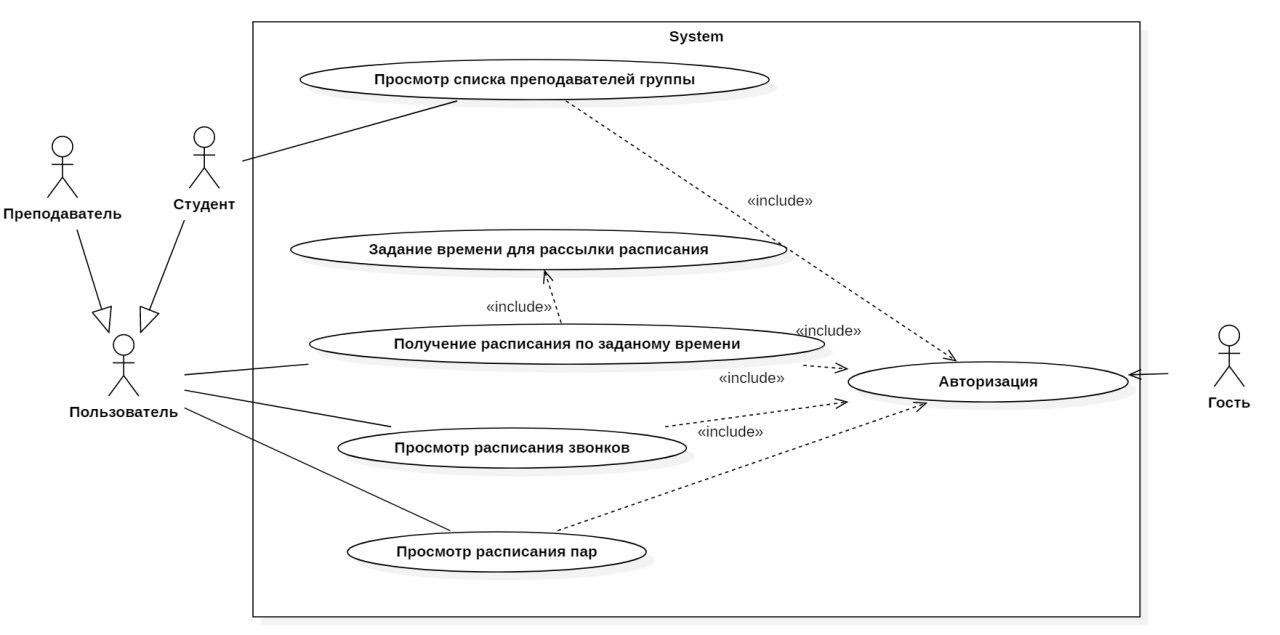 System
Просмотр списка преподавателей группы
Преподаватель
Студент
«include»
Задание времени для рассылки расписания
«include»
«include»
Получение расписания по заданому времени
«include»
Авторизация
Гость
Пользователь
«include»
Просмотр расписания звонков
Просмотр расписания пар